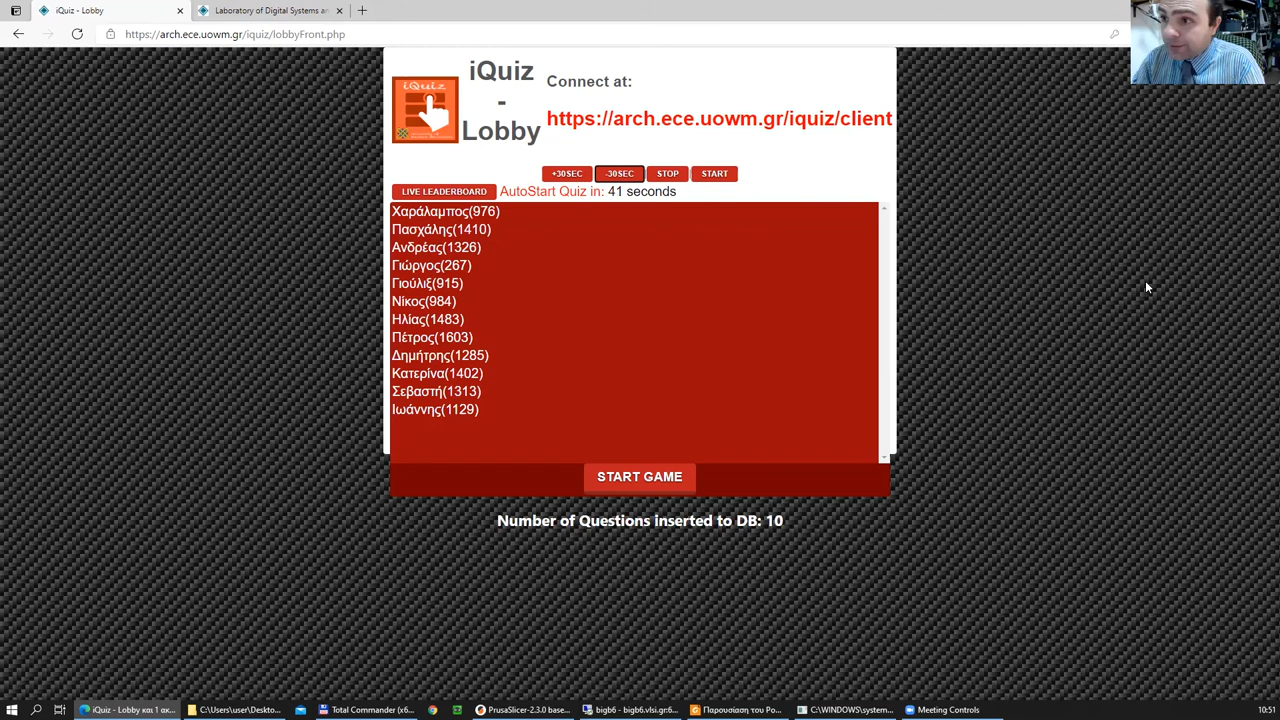 iQuiz - Lobby
Laboratory of Digital Systems an
https://arch.ece.uowm.gr/iquiz/lobbyFront.php
iQuiz
iQuiz
-
Lobby
Connect at:
https://arch.ece.uowm.gr/iquiz/client
+30SEC
-30SEC
STOP
START
LIVE LEADERBOARD
AutoStart Quiz in: 41 seconds
Χαράλαμπος(976)
Πασχάλης(1410)
Ανδρέας(1326)
Γιώργος(267)
Γιούλιξ(915)
Νίκος(984)
Ηλίας(1483)
Πέτρος(1603)
Δημήτρης(1285)
Κατερίνα(1402)
Σεβαστή(1313)
Ιωάννης(1129)
START GAME
Number of Questions inserted to DB: 10
iQuiz - Lobby και 1 ακ...
C:\Users\user\Deskto...
Total Commander (x6...
PrusaSlicer-2.3.0 base...
bigb6 - bigb6.vlsi.gr:6...
Παρουσίαση του Po...
C:\WINDOWS\system...
Meeting Controls
10:51